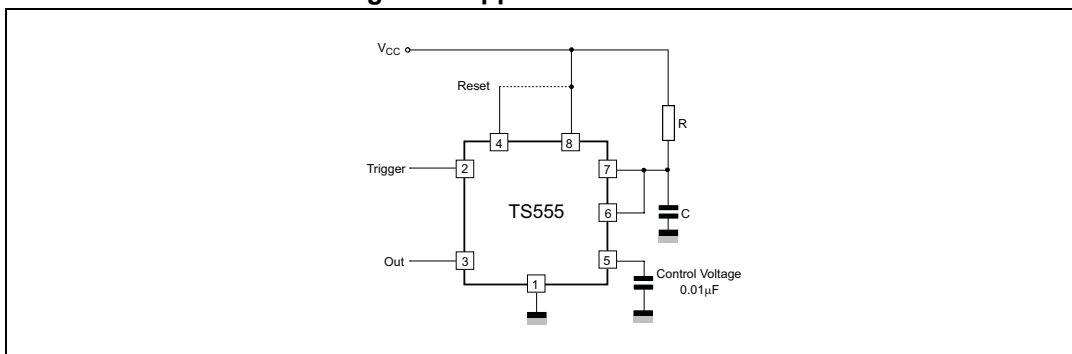 V_CC
Reset
R
4
8
Trigger
2
7
TS555
6
C
Out
3
5
Control Voltage
0.01µF
1